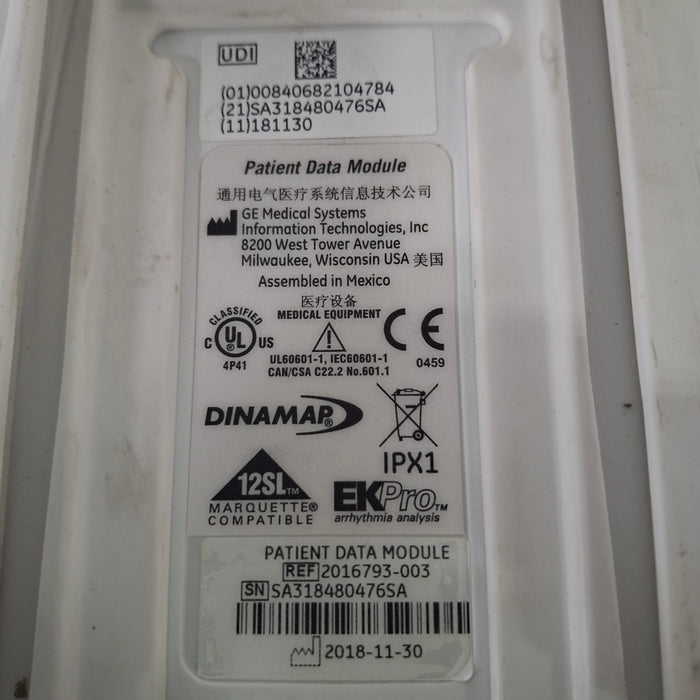 UDI
(01)00840682104784
(21)SA318480476SA
(11)181130
Patient Data Module
通用电气医疗系统信息技术公司
GE Medical Systems
Information Technologies, Inc
8200 West Tower Avenue
Milwaukee, Wisconsin USA 美国
Assembled in Mexico
医疗设备
MEDICAL EQUIPMENT
CLASSIFIED
C UL ® US
4P41
UL60601-1, IEC60601-1
CAN/CSA C22.2 No.601.1
CE
0459
DINAMAP®
IPX1
12SL™
MARQUETTE®
COMPATIBLE
EKPro™
arrhythmia analysis
PATIENT DATA MODULE
REF 2016793-003
SN SA318480476SA
2018-11-30